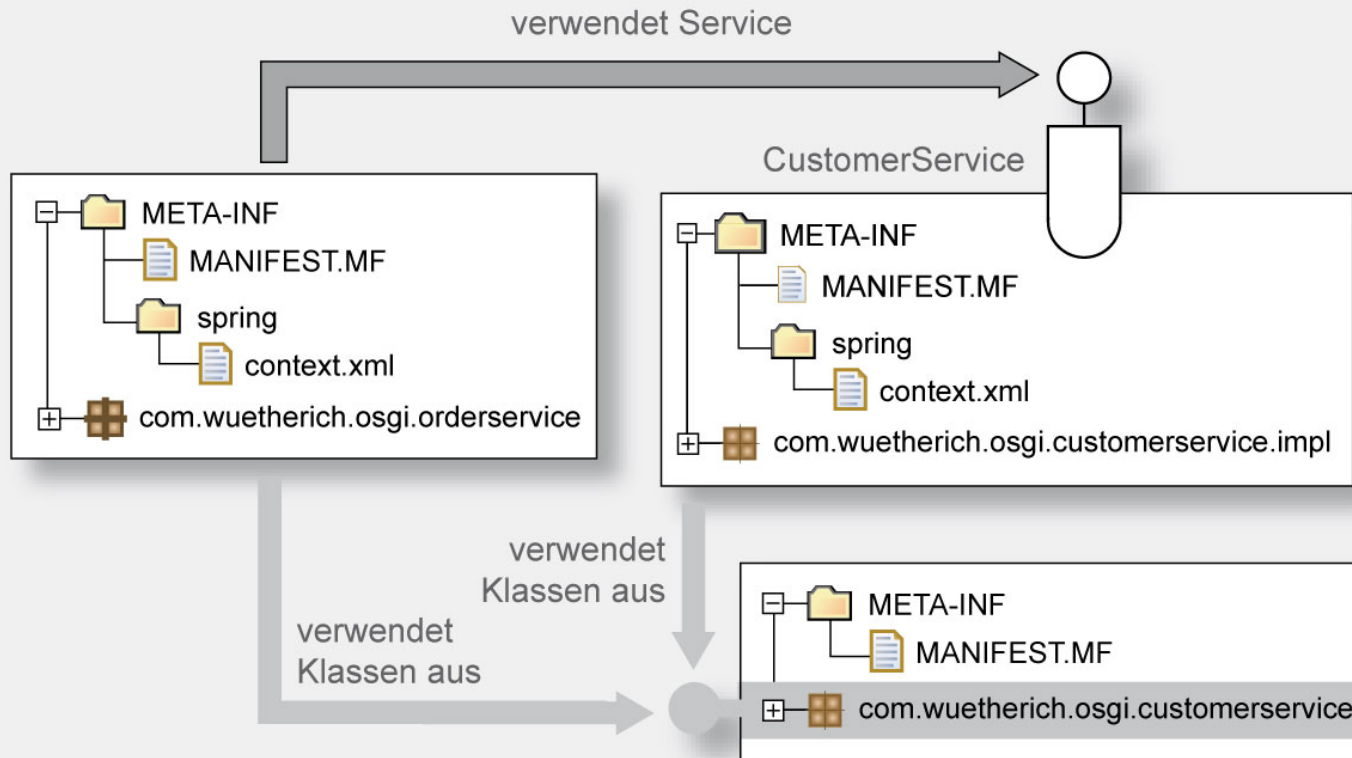 verwendet Service
CustomerService
META-INF
MANIFEST.MF
spring
context.xml
com.wuetherich.osgi.orderservice
META-INF
MANIFEST.MF
spring
context.xml
com.wuetherich.osgi.customerservice.impl
verwendet
Klassen aus
verwendet
Klassen aus
META-INF
MANIFEST.MF
com.wuetherich.osgi.customerservice